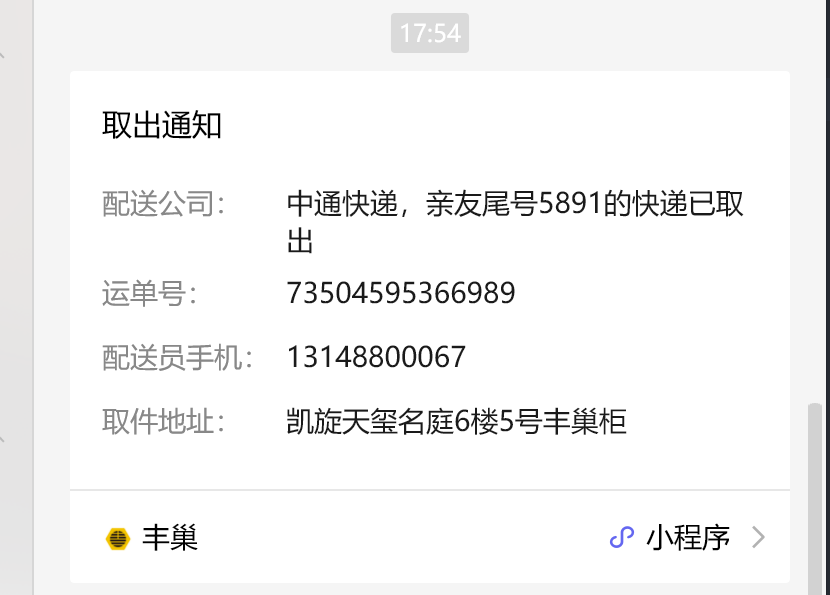 17:54
取出通知
配送公司： 中通快递，亲友尾号5891的快递已取
出
运单号： 73504595366989
配送员手机： 13148800067
取件地址： 凯旋天玺名庭6楼5号丰巢柜
丰巢 小程序